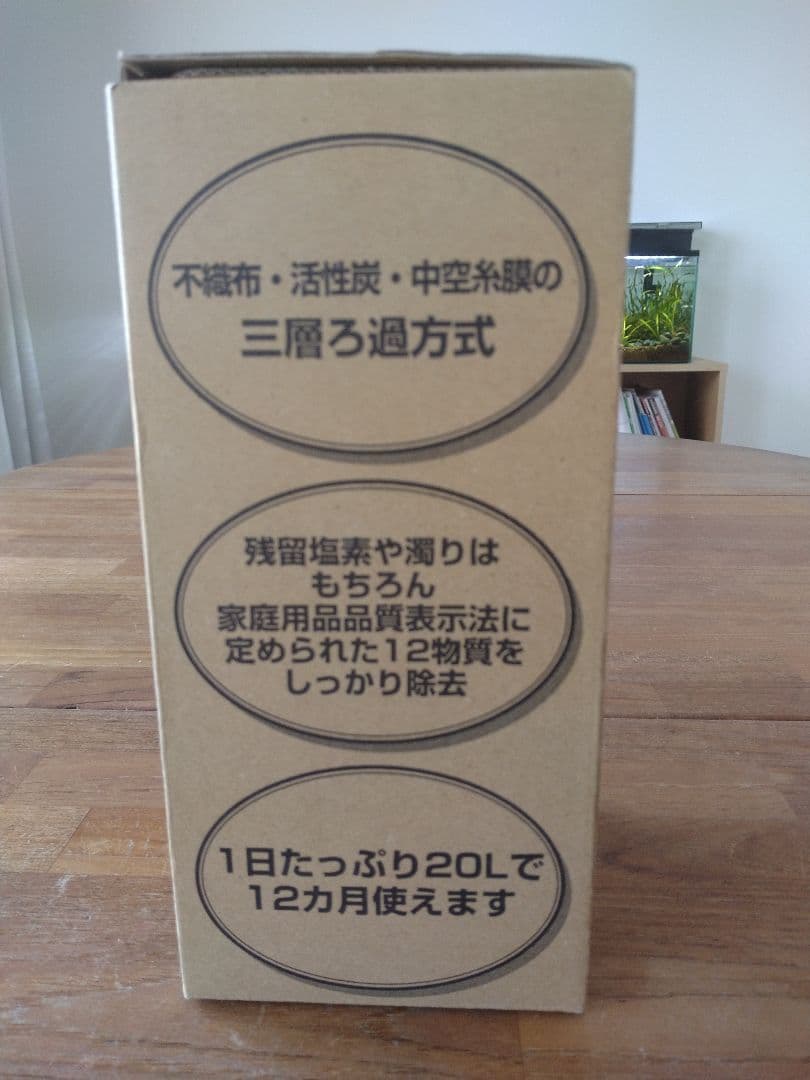 不織布・活性炭・中空糸膜の
三層ろ過方式
残留塩素や濁りは
もちろん
家庭用品品質表示法に
定められた12物質を
しっかり除去
1日たっぷり20Lで
12カ月使えます